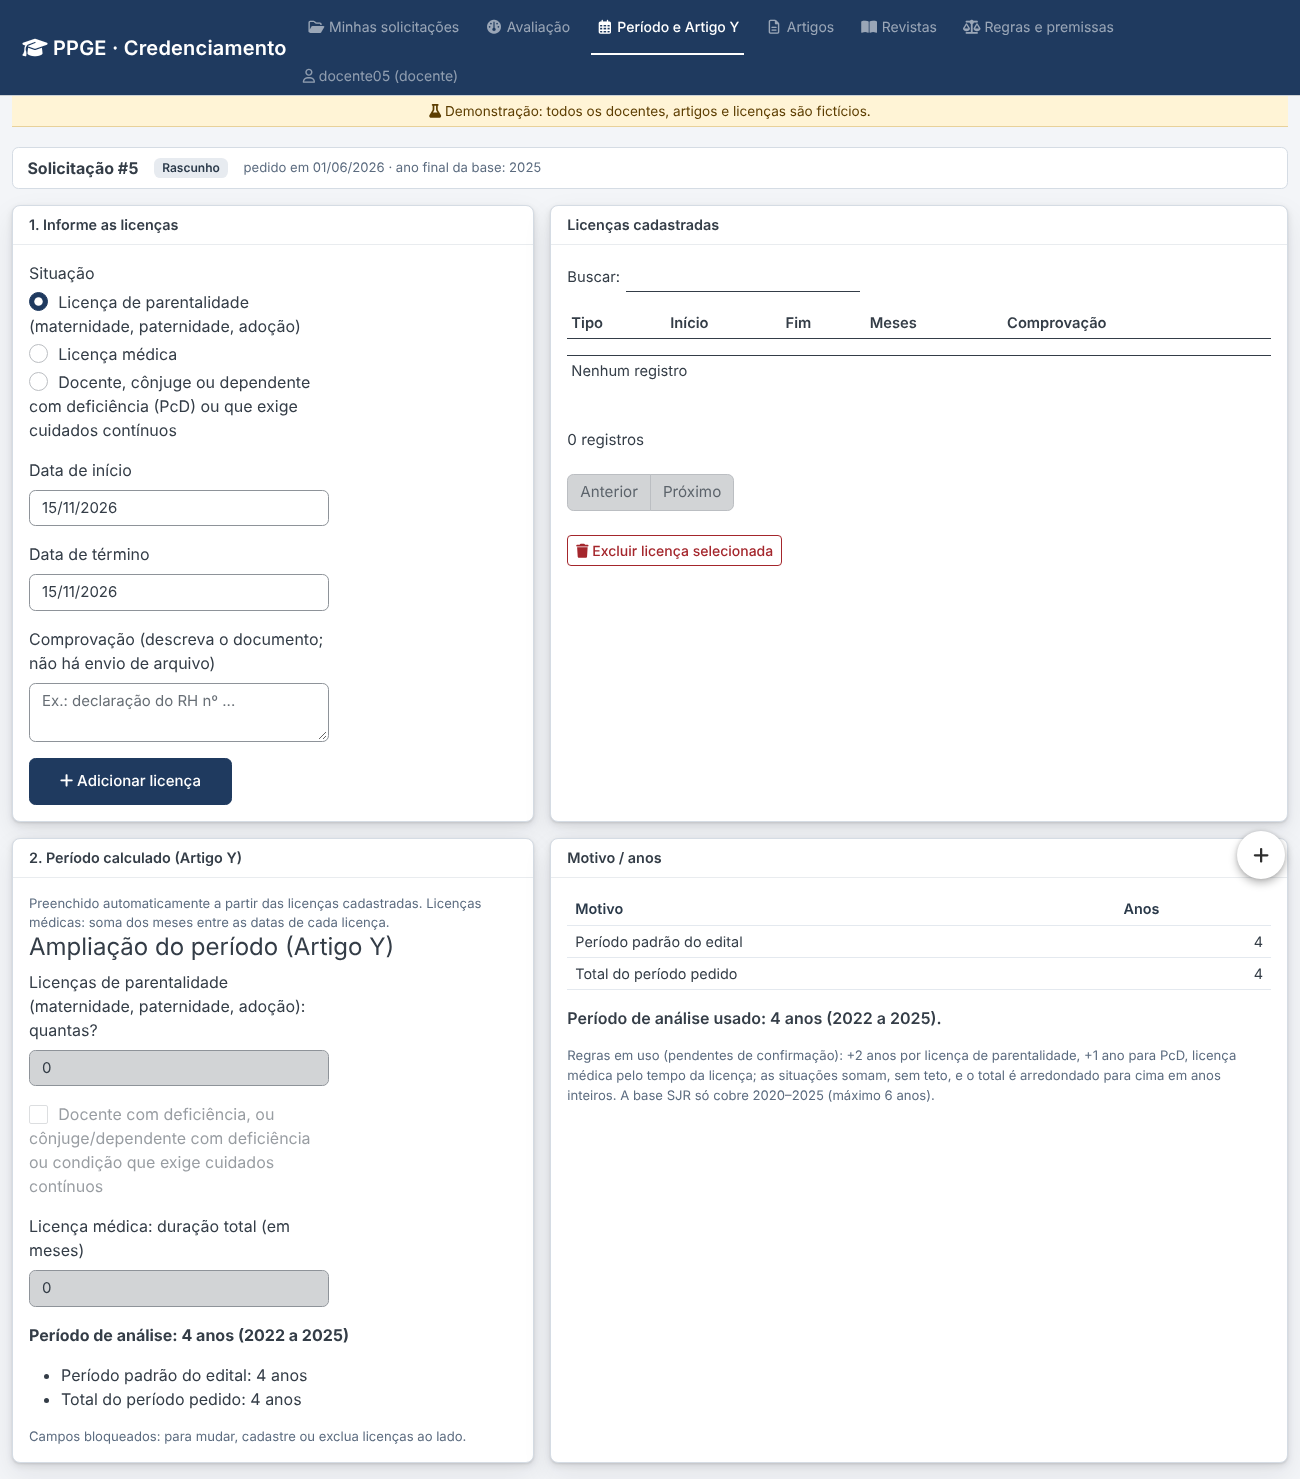 PPGE · Credenciamento
Minhas solicitações
Avaliação
Período e Artigo Y
Artigos
Revistas
Regras e premissas
docente05 (docente)
Demonstração: todos os docentes, artigos e licenças são fictícios.
Solicitação #5
Rascunho
pedido em 01/06/2026 · ano final da base: 2025
1. Informe as licenças
Situação
Licença de parentalidade
(maternidade, paternidade, adoção)
Licença médica
Docente, cônjuge ou dependente
com deficiência (PcD) ou que exige
cuidados contínuos
Data de início
15/11/2026
Data de término
15/11/2026
Comprovação (descreva o documento;
não há envio de arquivo)
Ex.: declaração do RH nº ...
Adicionar licença
Licenças cadastradas
Buscar:
Tipo Início Fim Meses Comprovação
Nenhum registro
0 registros
Anterior Próximo
Excluir licença selecionada
2. Período calculado (Artigo Y)
Preenchido automaticamente a partir das licenças cadastradas. Licenças
médicas: soma dos meses entre as datas de cada licença.
Ampliação do período (Artigo Y)
Licenças de parentalidade
(maternidade, paternidade, adoção):
quantas?
0
Docente com deficiência, ou
cônjuge/dependente com deficiência
ou condição que exige cuidados
contínuos
Licença médica: duração total (em
meses)
0
Período de análise: 4 anos (2022 a 2025)
• Período padrão do edital: 4 anos
• Total do período pedido: 4 anos
Campos bloqueados: para mudar, cadastre ou exclua licenças ao lado.
Motivo / anos
Motivo Anos
Período padrão do edital 4
Total do período pedido 4
Período de análise usado: 4 anos (2022 a 2025).
Regras em uso (pendentes de confirmação): +2 anos por licença de parentalidade, +1 ano para PcD, licença
médica pelo tempo da licença; as situações somam, sem teto, e o total é arredondado para cima em anos
inteiros. A base SJR só cobre 2020–2025 (máximo 6 anos).